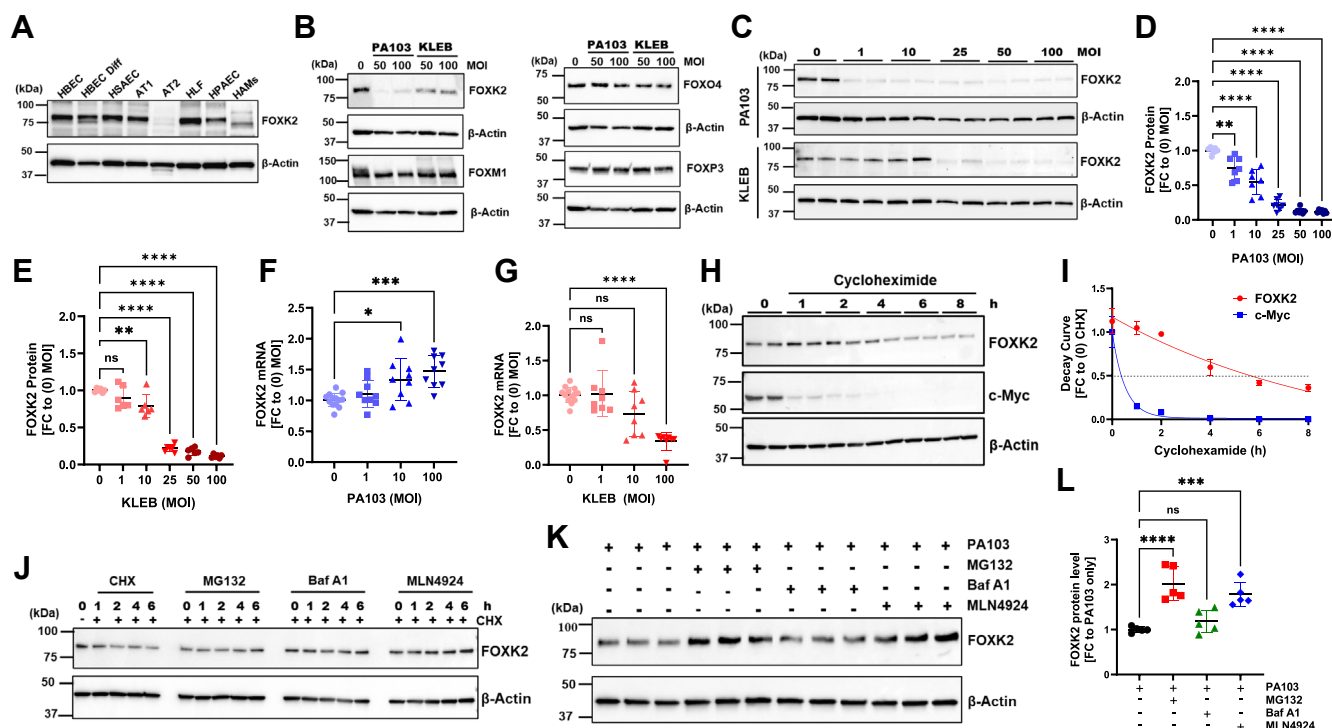 A
(kDa)
HBEC
HBEC Diff
HSAEC
AT1
AT2
HLF
HPAEC
HAMs
100
75
FOXK2
50
37
β-Actin
B
PA103 KLEB
(kDa) 0 50 100 50 100 MOI
100
75
FOXK2
50
37
β-Actin
150
100
FOXM1
50
37
β-Actin
PA103 KLEB
(kDa) 0 50 100 50 100 MOI
75
50
FOXO4
50
37
β-Actin
50
37
FOXP3
50
37
β-Actin
C
0 1 10 25 50 100 MOI
(kDa)
PA103
100
75
FOXK2
50
37
β-Actin
KLEB
100
75
FOXK2
50
37
β-Actin
D
****
****
****
****
**
FOXK2 Protein
[FC to (0) MOI]
2.0
1.5
1.0
0.5
0.0
0 1 10 25 50 100
PA103 (MOI)
E
****
****
****
**
ns
FOXK2 Protein
[FC to (0) MOI]
2.0
1.5
1.0
0.5
0.0
0 1 10 25 50 100
KLEB (MOI)
F
***
*
FOXK2 mRNA
[FC to (0) MOI]
2.0
1.5
1.0
0.5
0.0
0 1 10 100
PA103 (MOI)
G
****
ns
ns
FOXK2 mRNA
[FC to (0) MOI]
2.0
1.5
1.0
0.5
0.0
0 1 10 100
KLEB (MOI)
H
Cycloheximide
(kDa) 0 1 2 4 6 8 h
100
75
FOXK2
75
50
c-Myc
50
37
β-Actin
I
FOXK2
c-Myc
Decay Curve
[FC to (0) CHX]
1.5
1.0
0.5
0.0
0 2 4 6 8
Cyclohexamide (h)
J
CHX MG132 Baf A1 MLN4924
(kDa) 0 1 2 4 6 0 1 2 4 6 0 1 2 4 6 0 1 2 4 6 h
- + + + + + + + + + + + + + + + + + + + CHX
100
75
FOXK2
50
37
β-Actin
K
+ + + + + + + + + + + + PA103
- - - + + + - - - - - - MG132
- - - - - - + + + - - - Baf A1
- - - - - - - - - + + + MLN4924
(kDa)
100
75
FOXK2
50
37
β-Actin
L
***
ns
****
FOXK2 protein level
[FC to PA103 only]
3
2
1
0
+ + + + PA103
- + - - MG132
- - + - Baf A1
- - - + MLN4924